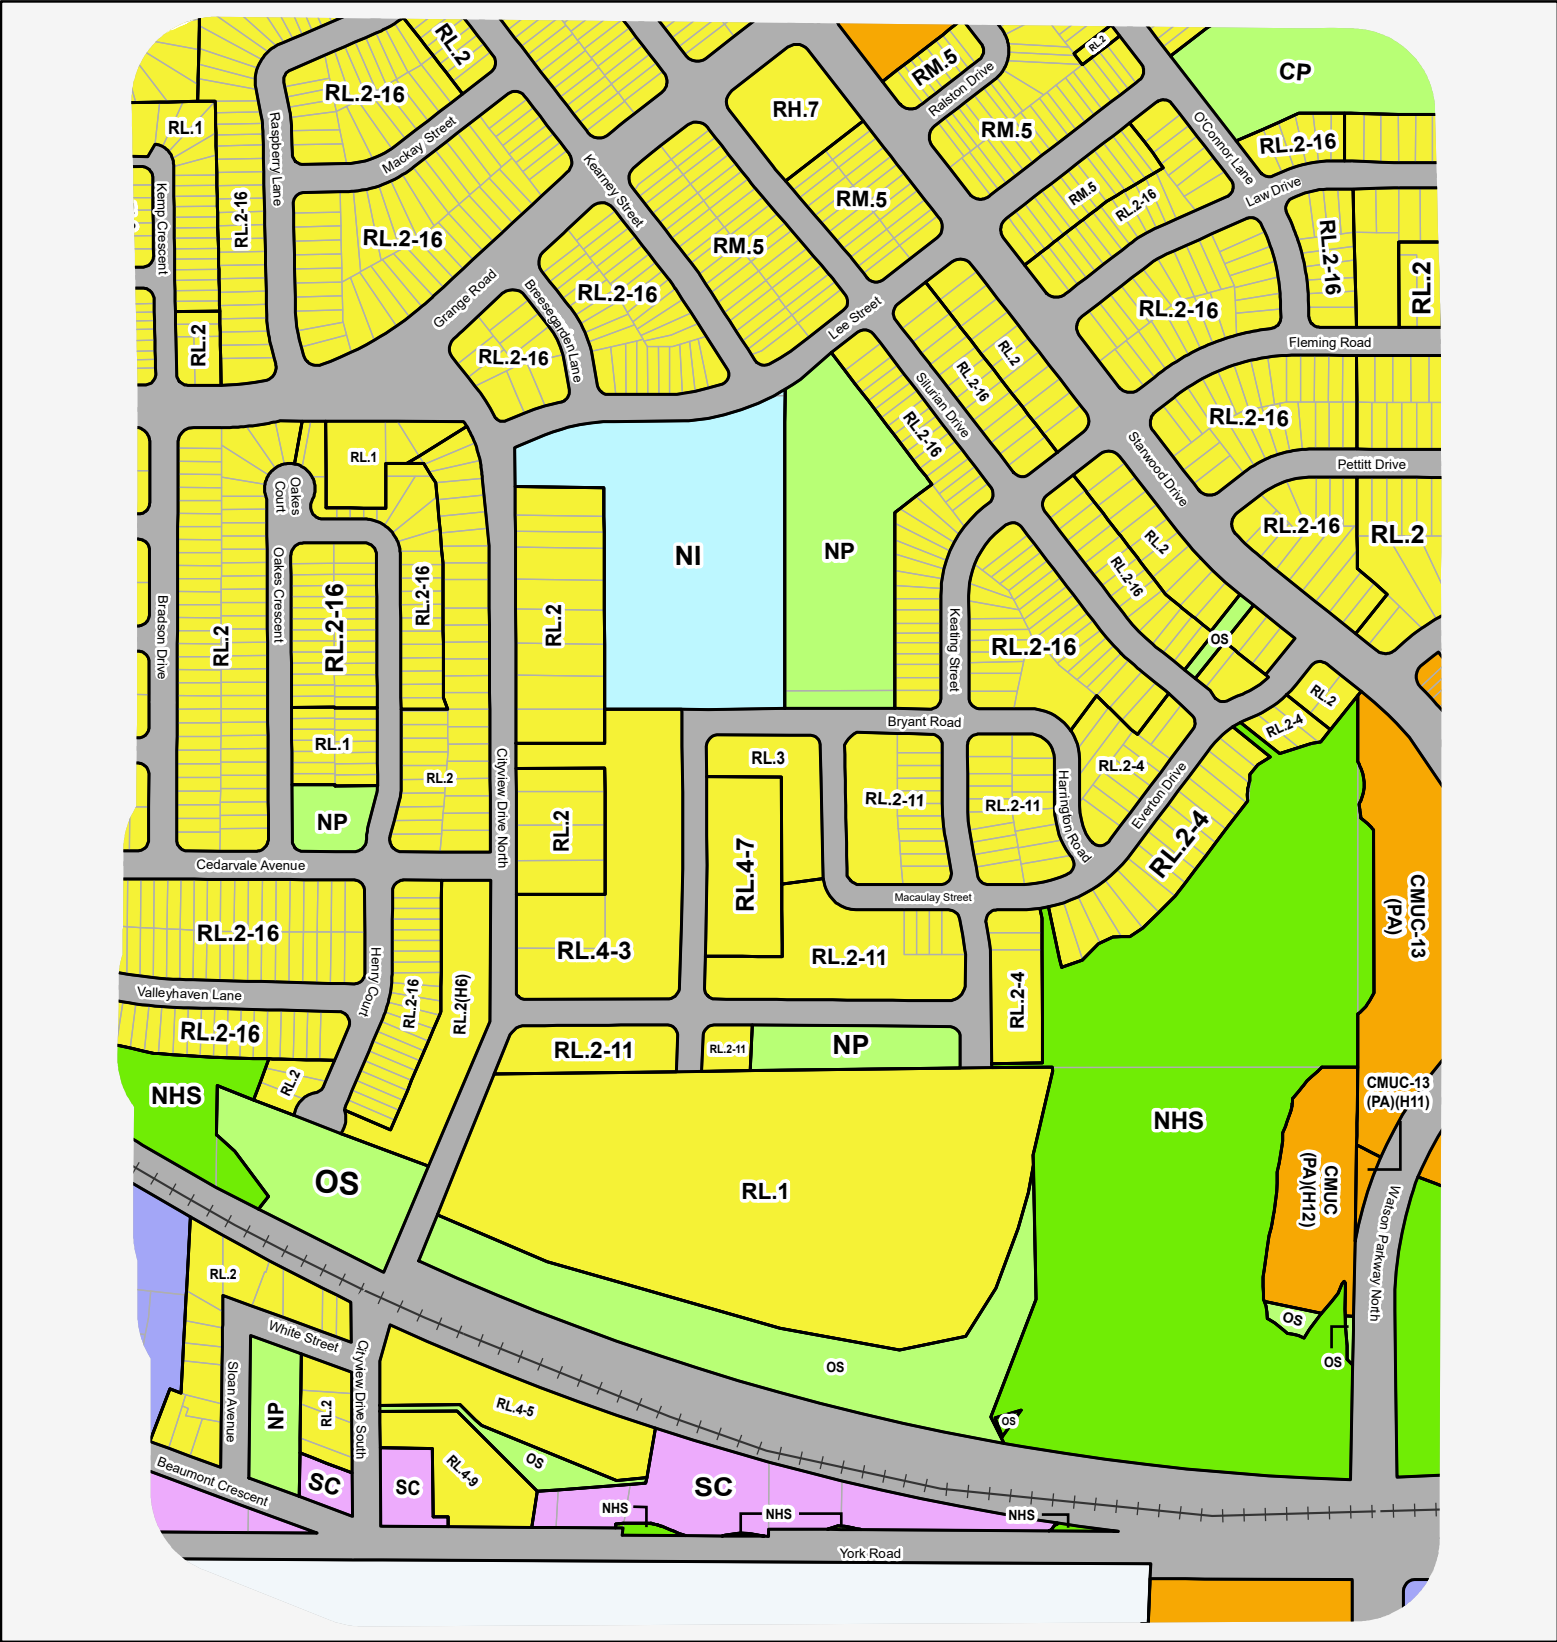 RL.2
RL.2
CP
RL.2-16
RM.5
RH.7
Ralston Drive
RL.1
Raspberry Lane
Mackay Street
RM.5
O'Connor Lane
RL.2-16
Kemp Crescent
RL.2-16
Kearney Street
RM.5
RM.5
RL.2-16
Law Drive
RL.2-16
RM.5
RL.2-16
RL.2
Grange Road
Breesegarden Lane
RL.2-16
Lee Street
RL.2-16
Fleming Road
RL.2
RL.2-16
RL.2
RL.2-16
Silurian Drive
RL.2-16
RL.2-16
Starwood Drive
RL.1
Pettitt Drive
Oakes
Court
RL.2-16
RL.2
NI
NP
RL.2
RL.2-16
Oakes Crescent
RL.2-16
RL.2-16
Bradson Drive
RL.2
RL.2
Keating Street
RL.2-16
OS
RL.2
RL.2-4
Bryant Road
RL.1
RL.2
Cityview Drive North
RL.3
RL.2-11
RL.2-11
Harrington Road
RL.2-4
Everton Drive
RL.2-4
NP
RL.2
RL.4-7
Cedarvale Avenue
Macaulay Street
CMUC-13
(PA)
RL.2-16
RL.4-3
RL.2-11
Henry Court
RL.2-16
RL.2(H6)
RL.2-4
Valleyhaven Lane
RL.2-16
RL.2-11
RL.2-11
NP
RL.2
NHS
CMUC-13
(PA)(H11)
NHS
OS
RL.1
CMUC
(PA)(H12)
Watson Parkway North
RL.2
White Street
OS
OS
Sloan Avenue
Cityview Drive South
OS
NP
RL.2
RL.4-5
OS
Beaumont Crescent
SC
SC
RL.4-9
OS
SC
NHS
NHS
NHS
York Road